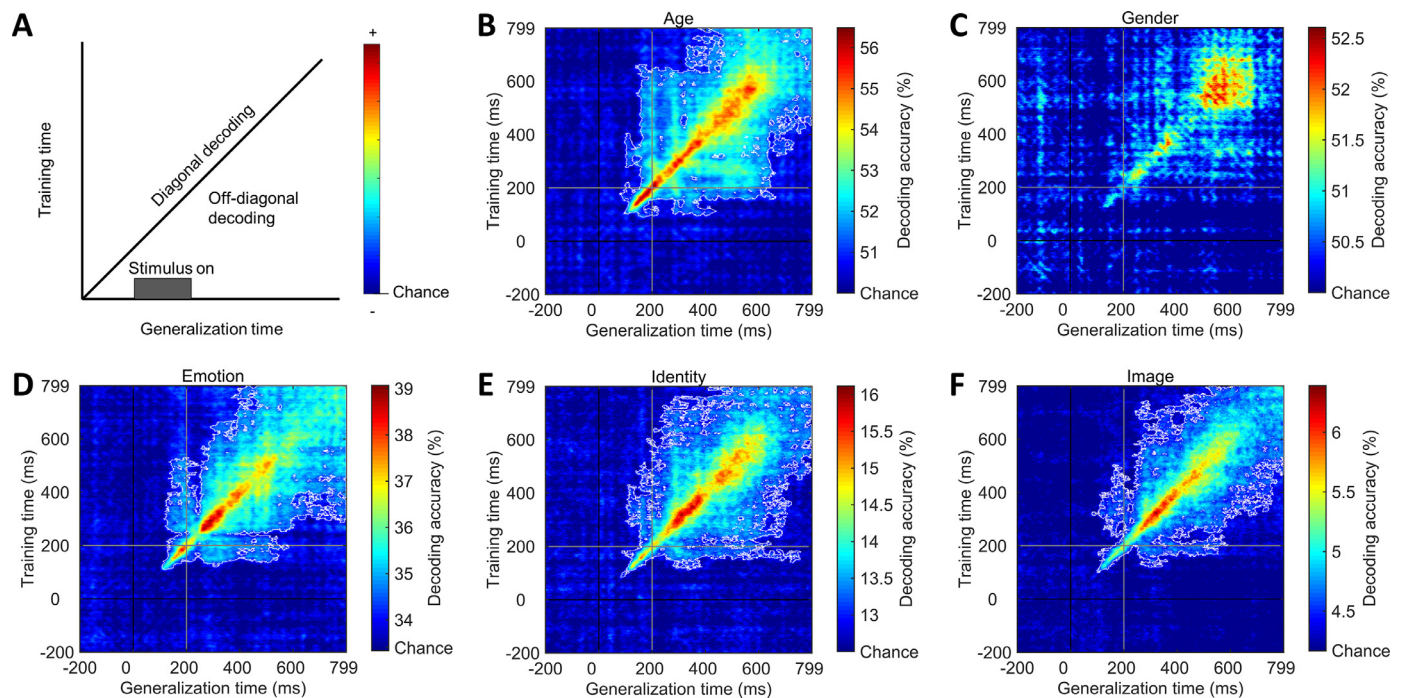 A
+
Training time
Diagonal decoding
Off-diagonal
decoding
Stimulus on
Chance
-
Generalization time
B
Age
799
600
400
200
0
-200
Training time (ms)
-200 0 200 400 600 799
Generalization time (ms)
56
55
54
53
52
51
Chance
Decoding accuracy (%)
C
Gender
799
600
400
200
0
-200
Training time (ms)
-200 0 200 400 600 799
Generalization time (ms)
52.5
52
51.5
51
50.5
Chance
Decoding accuracy (%)
D
Emotion
799
600
400
200
0
-200
Training time (ms)
-200 0 200 400 600 799
Generalization time (ms)
39
38
37
36
35
34
Chance
Decoding accuracy (%)
E
Identity
799
600
400
200
0
-200
Training time (ms)
-200 0 200 400 600 799
Generalization time (ms)
16
15.5
15
14.5
14
13.5
13
Chance
Decoding accuracy (%)
F
Image
799
600
400
200
0
-200
Training time (ms)
-200 0 200 400 600 799
Generalization time (ms)
6
5.5
5
4.5
Chance
Decoding accuracy (%)